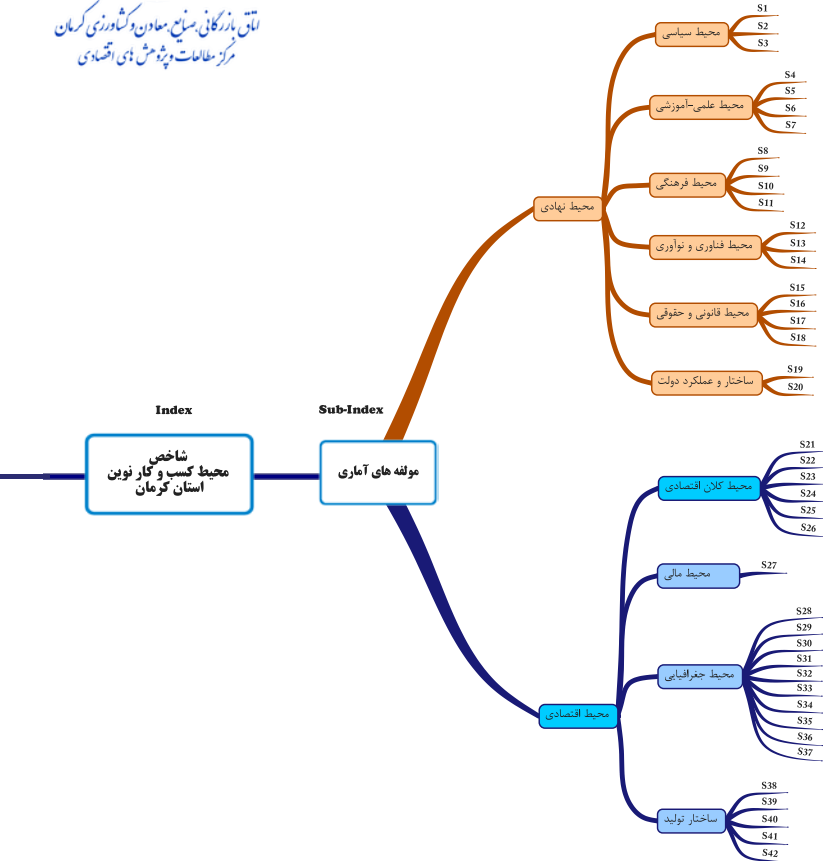 اتاق بازرگانی، صنایع، معادن و کشاورزی کرمان
مرکز مطالعات و پژوهش های اقتصادی
Index
شاخص
محیط کسب و کار نوین
استان کرمان
Sub-Index
مولفه های آماری
محیط نهادی
محیط سیاسی
S1
S2
S3
محیط علمی-آموزشی
S4
S5
S6
S7
محیط فرهنگی
S8
S9
S10
S11
محیط فناوری و نوآوری
S12
S13
S14
محیط قانونی و حقوقی
S15
S16
S17
S18
ساختار و عملکرد دولت
S19
S20
محیط اقتصادی
محیط کلان اقتصادی
S21
S22
S23
S24
S25
S26
محیط مالی
S27
محیط جغرافیایی
S28
S29
S30
S31
S32
S33
S34
S35
S36
S37
ساختار تولید
S38
S39
S40
S41
S42